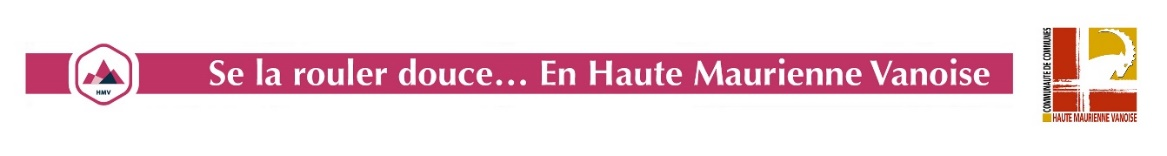 HMV
Se la rouler douce... En Haute Maurienne Vanoise
COMMUNAUTÉ DE COMMUNES
HAUTE MAURIENNE VANOISE